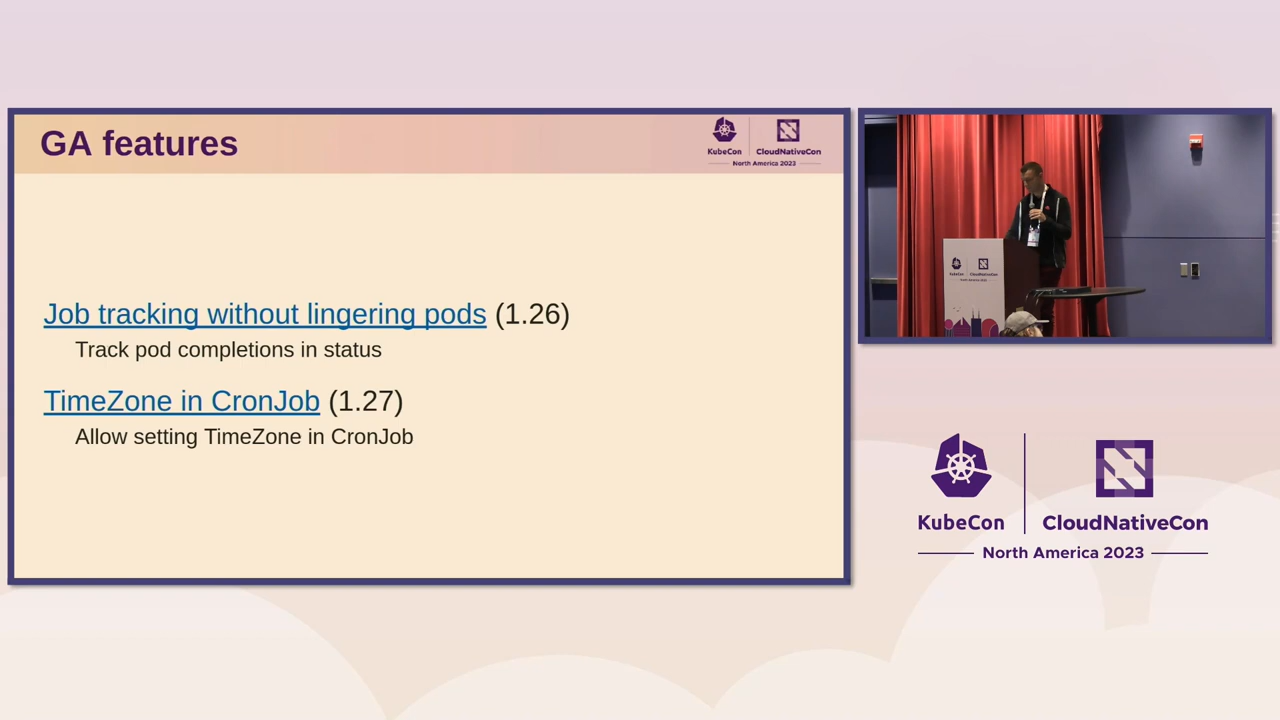 GA features
KubeCon
CloudNativeCon
North America 2023
Job tracking without lingering pods (1.26)
Track pod completions in status
TimeZone in CronJob (1.27)
Allow setting TimeZone in CronJob
KubeCon
CloudNativeCon
North America 2023